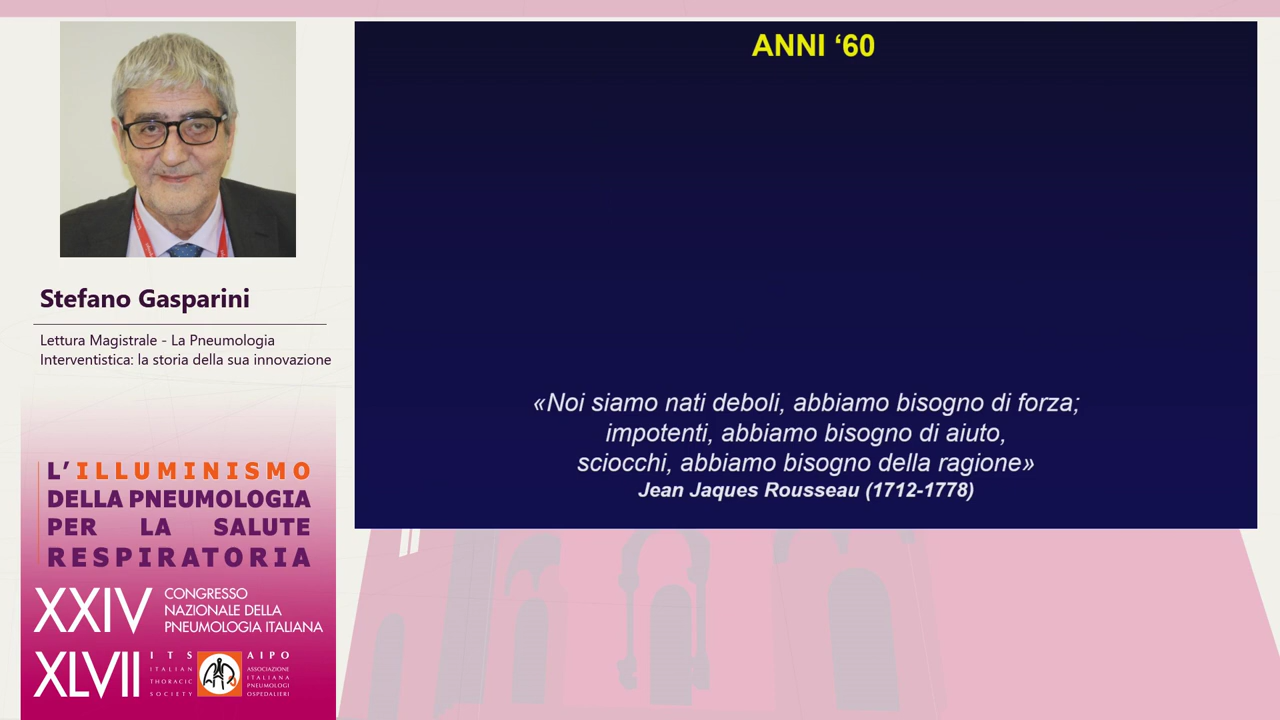 ANNI ‘60
«Noi siamo nati deboli, abbiamo bisogno di forza;
impotenti, abbiamo bisogno di aiuto,
sciocchi, abbiamo bisogno della ragione»
Jean Jaques Rousseau (1712-1778)
Stefano Gasparini
Lettura Magistrale - La Pneumologia
Interventistica: la storia della sua innovazione
L’ILLUMINISMO
DELLA PNEUMOLOGIA
PER LA SALUTE
RESPIRATORIA
XXIV
CONGRESSO
NAZIONALE DELLA
PNEUMOLOGIA ITALIANA
XLVII
ITS
ITALIAN
THORACIC
SOCIETY
AIPO
ASSOCIAZIONE
ITALIANA
PNEUMOLOGI
OSPEDALIERI